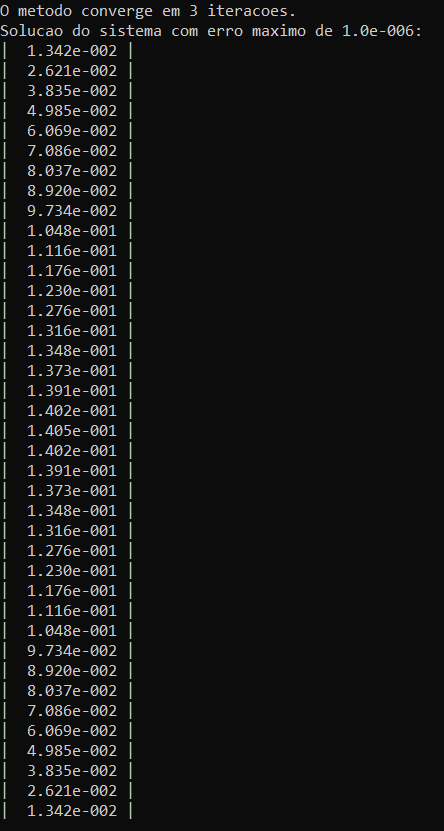 O metodo converge em 3 iteracoes.
Solucao do sistema com erro maximo de 1.0e-006:
|  1.342e-002 |
|  2.621e-002 |
|  3.835e-002 |
|  4.985e-002 |
|  6.069e-002 |
|  7.086e-002 |
|  8.037e-002 |
|  8.920e-002 |
|  9.734e-002 |
|  1.048e-001 |
|  1.116e-001 |
|  1.176e-001 |
|  1.230e-001 |
|  1.276e-001 |
|  1.316e-001 |
|  1.348e-001 |
|  1.373e-001 |
|  1.391e-001 |
|  1.402e-001 |
|  1.405e-001 |
|  1.402e-001 |
|  1.391e-001 |
|  1.373e-001 |
|  1.348e-001 |
|  1.316e-001 |
|  1.276e-001 |
|  1.230e-001 |
|  1.176e-001 |
|  1.116e-001 |
|  1.048e-001 |
|  9.734e-002 |
|  8.920e-002 |
|  8.037e-002 |
|  7.086e-002 |
|  6.069e-002 |
|  4.985e-002 |
|  3.835e-002 |
|  2.621e-002 |
|  1.342e-002 |